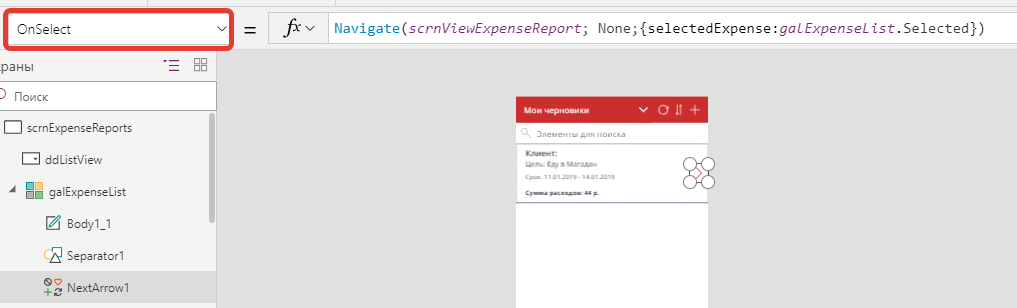 OnSelect = fx Navigate(scrnViewExpenseReport; None;{selectedExpense:galExpenseList.Selected})
краны
Поиск
scrnExpenseReports
ddListView
galExpenseList
Body1_1
Separator1
NextArrow1
Мои черновики
Элементы для поиска
Клиент:
Цель: Еду в Магадан
Срок: 11.01.2019 - 14.01.2019
Сумма расходов: 44 р.